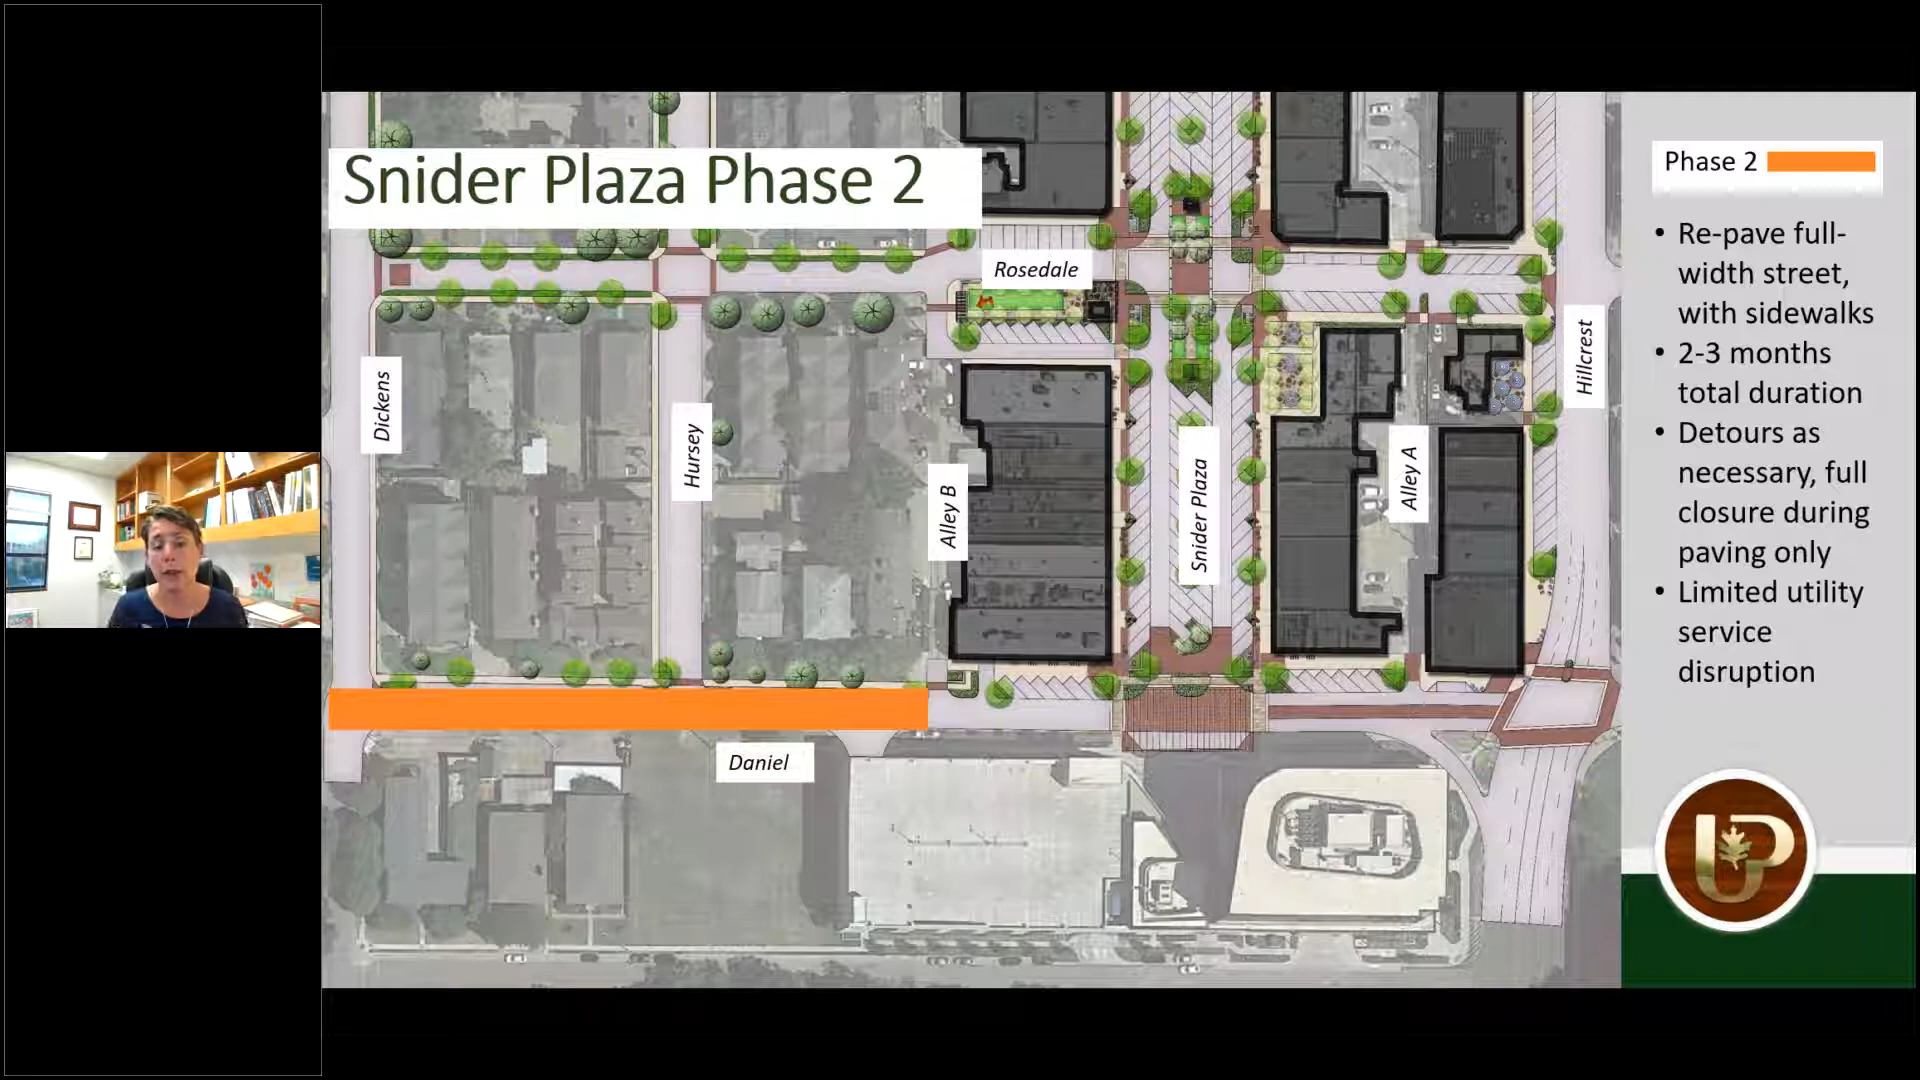 Snider Plaza Phase 2
Rosedale
Dickens
Hursey
Alley B
Snider Plaza
Alley A
Hillcrest
Daniel
Phase 2
• Re-pave full-
width street,
with sidewalks
• 2-3 months
total duration
• Detours as
necessary, full
closure during
paving only
• Limited utility
service
disruption
UP